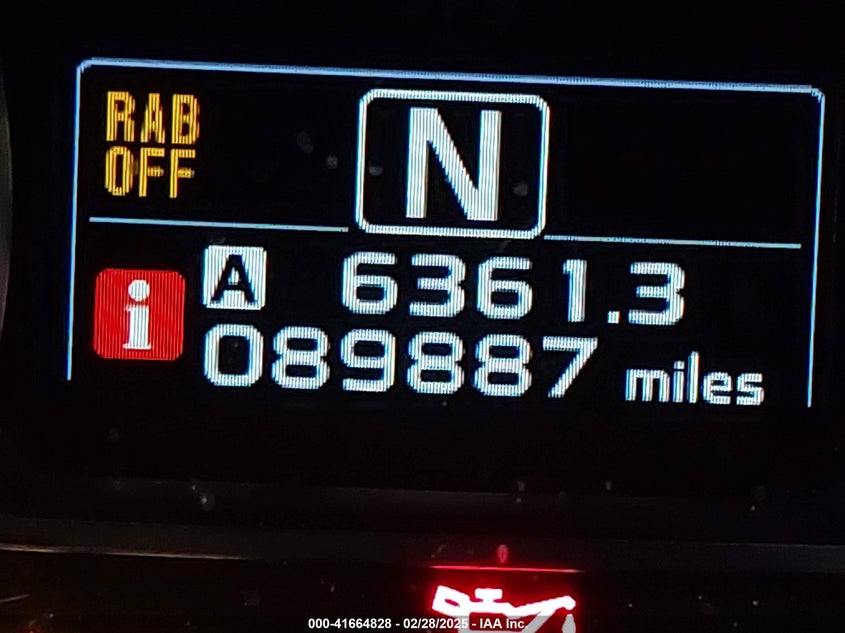 RAB
OFF
N
A 6361.3
i
089887 miles
000-41664828 - 02/28/2025 - IAA Inc.